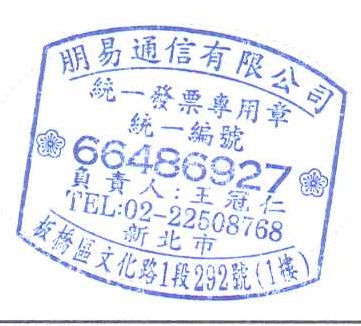 朋易通信有限公司
統一發票專用章
統一編號
66486927
負責人:王冠仁
TEL:02-22508768
新北市
板橋區文化路1段292號(1樓)